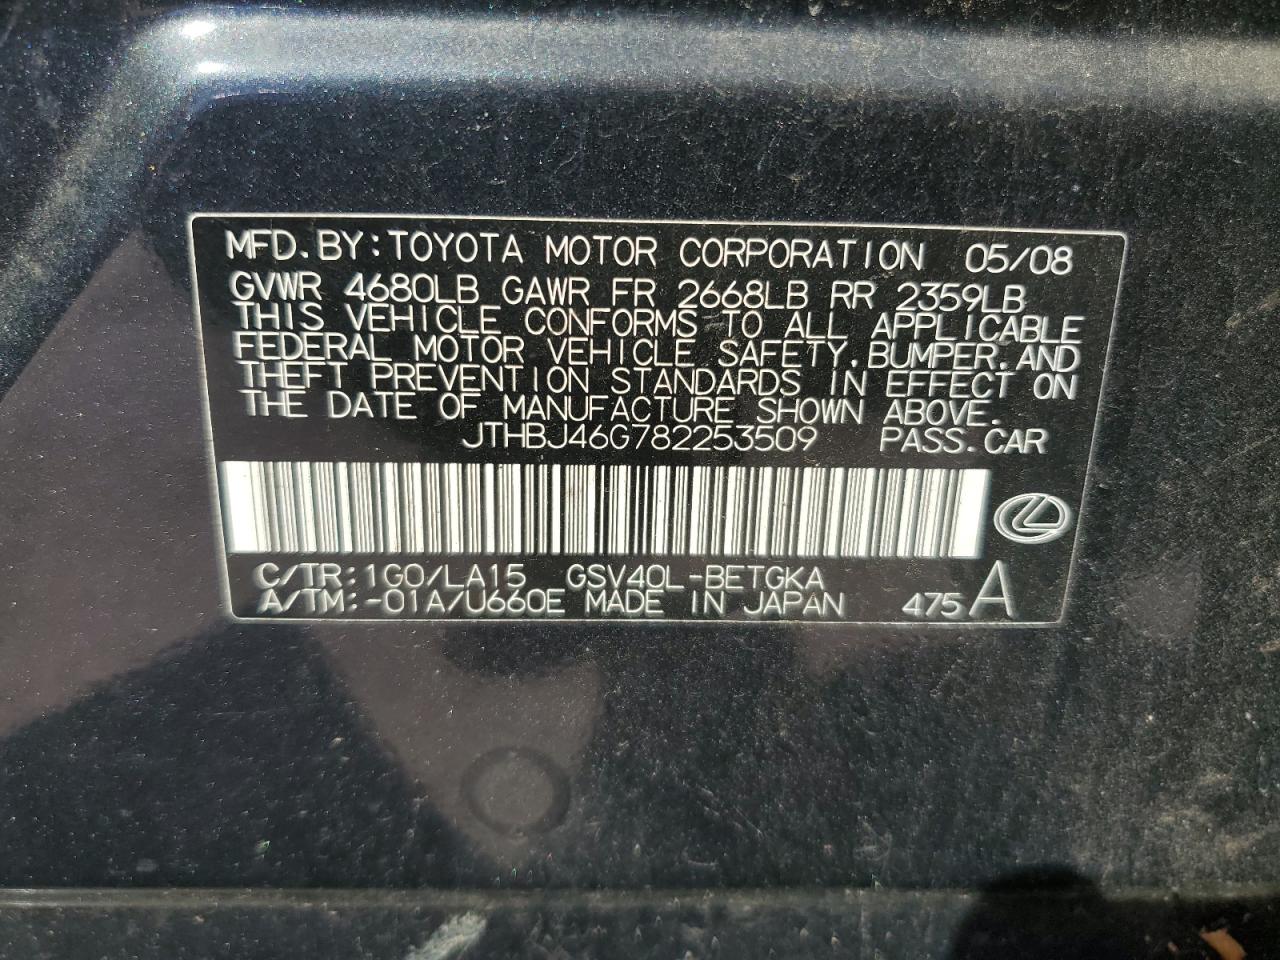 MFD.BY:TOYOTA MOTOR CORPORATION 05/08
GVWR 4680LB GAWR FR 2668LB RR 2359LB
THIS VEHICLE CONFORMS TO ALL APPLICABLE
FEDERAL MOTOR VEHICLE SAFETY,BUMPER,AND
THEFT PREVENTION STANDARDS IN EFFECT ON
THE DATE OF MANUFACTURE SHOWN ABOVE.
JTHBJ46G782253509 PASS.CAR
C/TR:1G0/LA15 GSV40L-BETGKA
A/TM:-01A/U660E MADE IN JAPAN 475 A